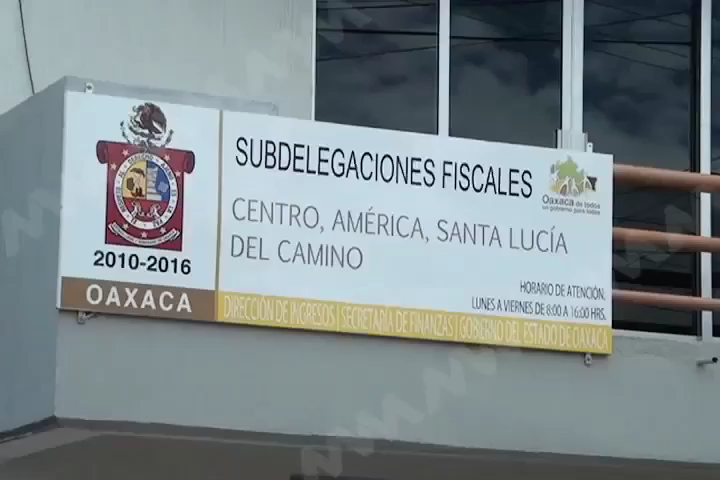 2010-2016
OAXACA
SUBDELEGACIONES FISCALES
CENTRO, AMÉRICA, SANTA LUCÍA
DEL CAMINO
Oaxaca de todos
un gobierno para todos
HORARIO DE ATENCIÓN,
LUNES A VIERNES DE 8:00 A 16:00 HRS.
DIRECCIÓN DE INGRESOS | SECRETARIA DE FINANZAS | GOBIERNO DEL ESTADO DE OAXACA